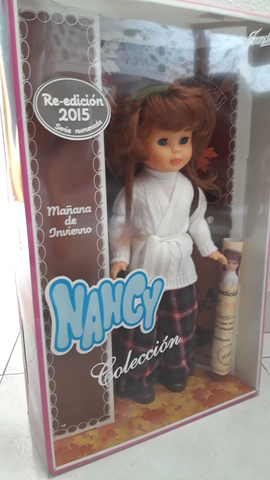 Re-edición
2015
Serie numerada
Mañana de
Invierno
NANCY
Colección